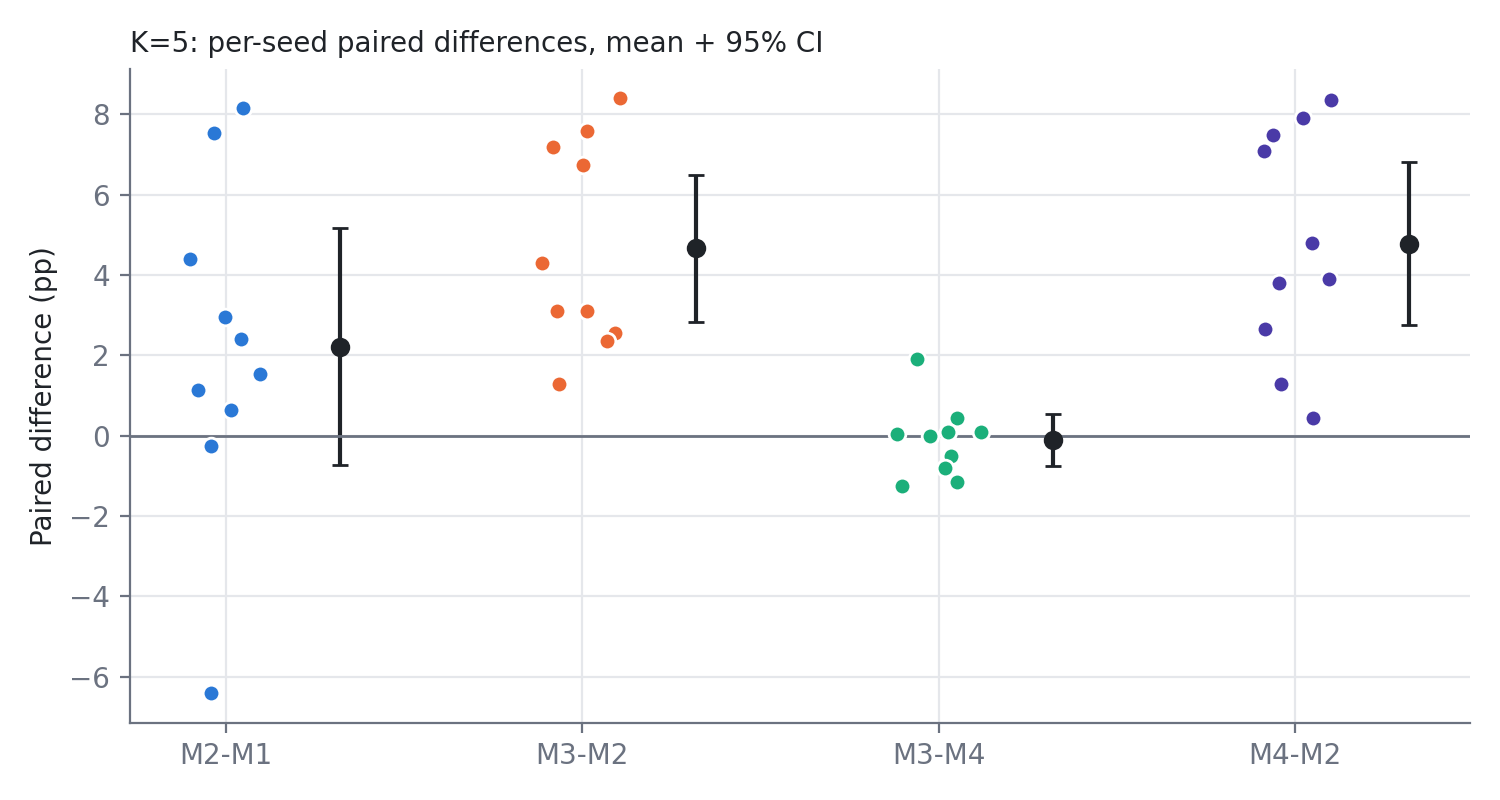 K=5: per-seed paired differences, mean + 95% CI
Paired difference (pp)
8
6
4
2
0
−2
−4
−6
M2-M1 M3-M2 M3-M4 M4-M2